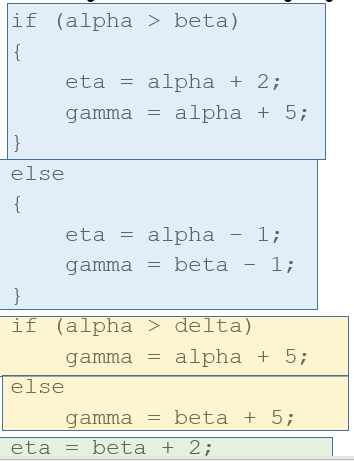 if (alpha > beta)
{
eta = alpha + 2;
gamma = alpha + 5;
}
else
{
eta = alpha - 1;
gamma = beta - 1;
}
if (alpha > delta)
gamma = alpha + 5;
else
gamma = beta + 5;
eta = beta + 2;